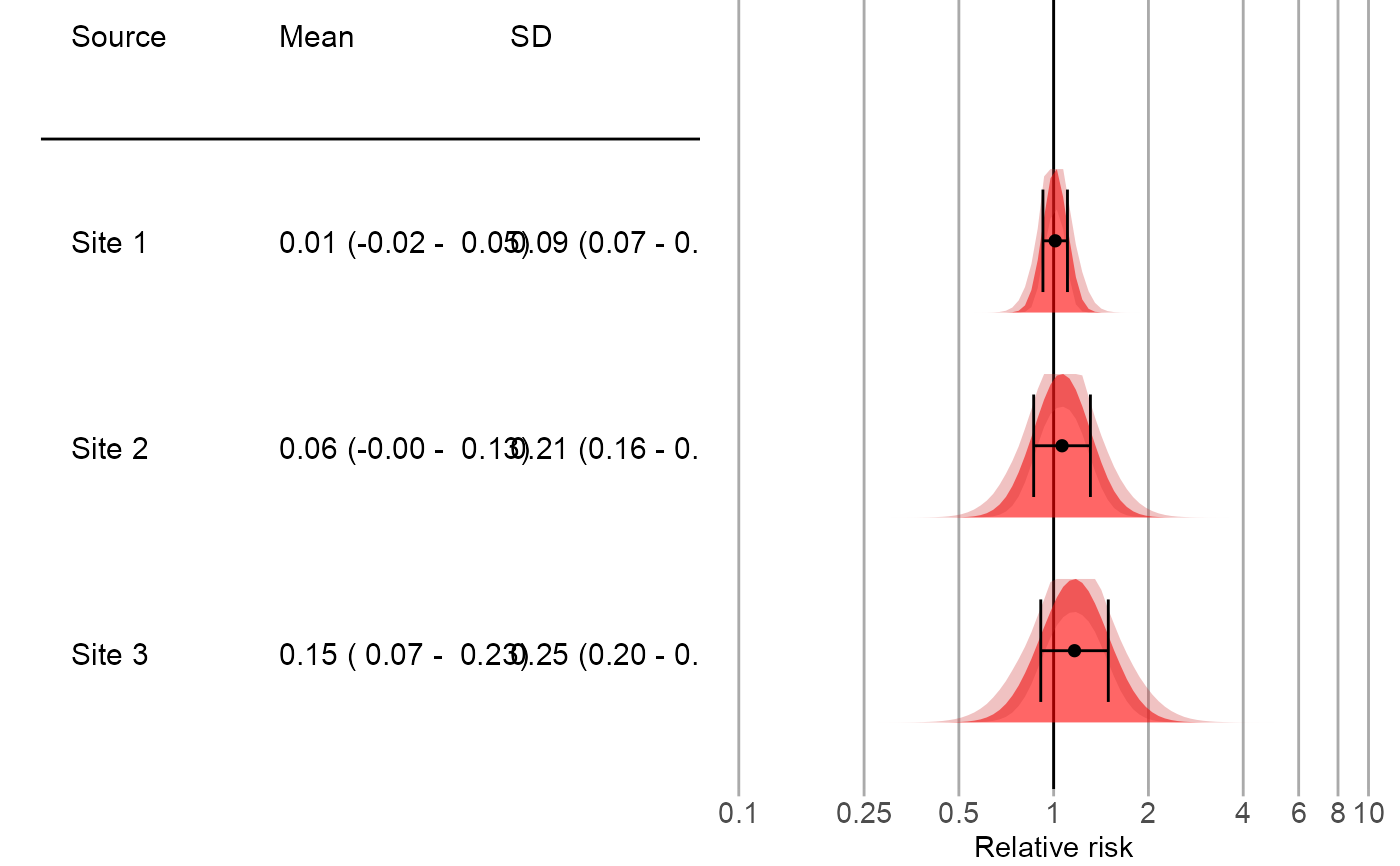 Source Mean SD
Site 1 0.01 (-0.02 -  0.05) 0.09 (0.07 - 0.
Site 2 0.06 (-0.00 -  0.13) 0.21 (0.16 - 0.
Site 3 0.15 ( 0.07 -  0.23) 0.25 (0.20 - 0.
0.1 0.25 0.5 1 2 4 6 8 10
Relative risk